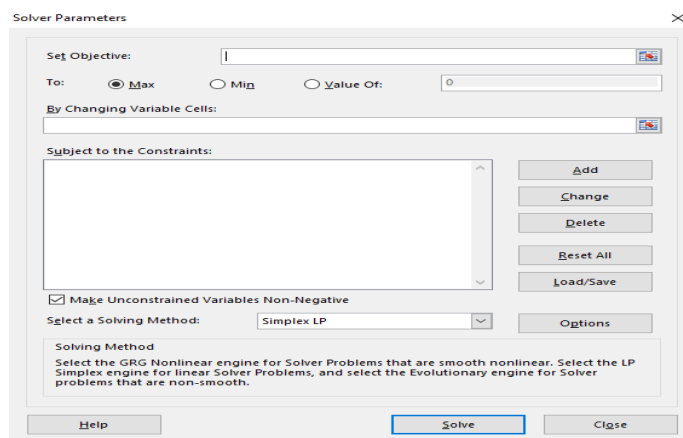 Solver Parameters
Set Objective:
To: Max Min Value Of: 0
By Changing Variable Cells:
Subject to the Constraints:
Add
Change
Delete
Reset All
Load/Save
Make Unconstrained Variables Non-Negative
Select a Solving Method: Simplex LP Options
Solving Method
Select the GRG Nonlinear engine for Solver Problems that are smooth nonlinear. Select the LP
Simplex engine for linear Solver Problems, and select the Evolutionary engine for Solver
problems that are non-smooth.
Help Solve Close